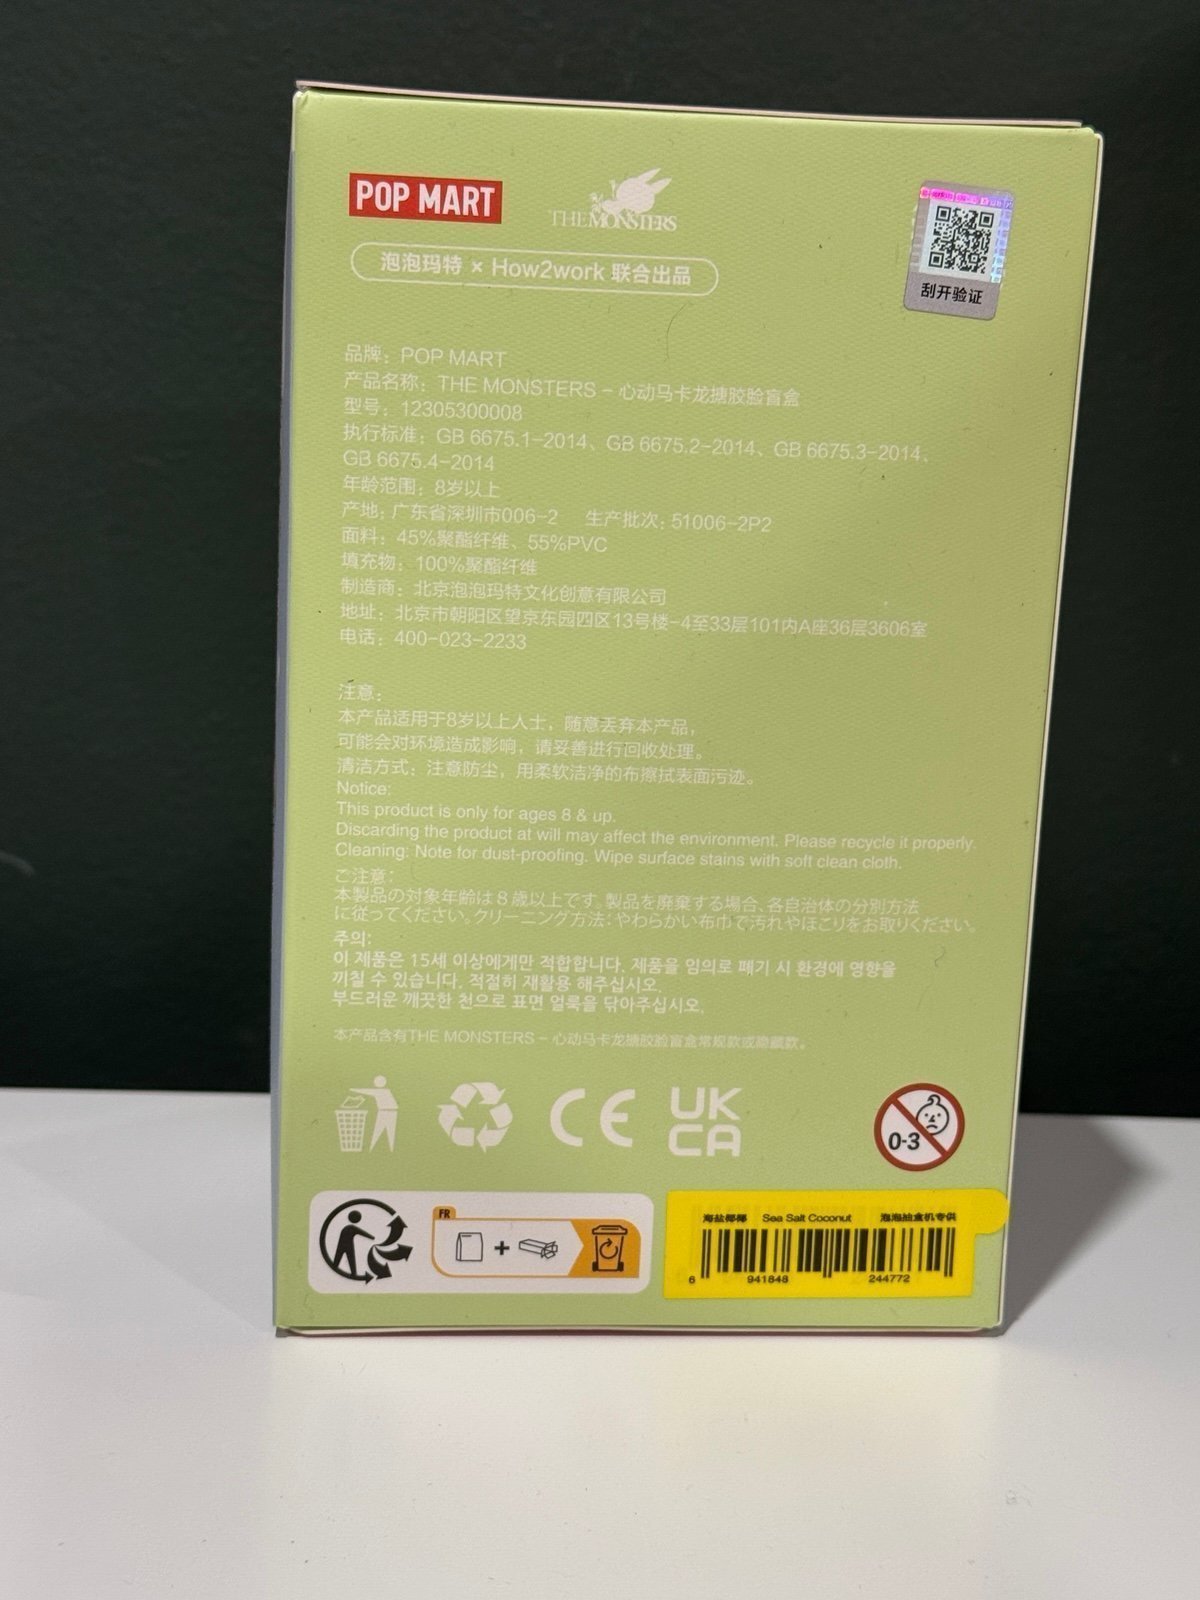 POP MART
THE MONSTERS
泡泡玛特 × How2work 联合出品
刮开验证
品牌：POP MART
产品名称：THE MONSTERS – 心动马卡龙搪胶脸盲盒
型号：12305300008
执行标准：GB 6675.1-2014、GB 6675.2-2014、GB 6675.3-2014、
GB 6675.4-2014
年龄范围：8岁以上
产地：广东省深圳市006-2 生产批次：51006-2P2
面料：45%聚酯纤维、55%PVC
填充物：100%聚酯纤维
制造商：北京泡泡玛特文化创意有限公司
地址：北京市朝阳区望京东园四区13号楼-4至33层101内A座36层3606室
电话：400-023-2233
注意：
本产品适用于8岁以上人士，随意丢弃本产品，
可能会对环境造成影响，请妥善进行回收处理。
清洁方式：注意防尘，用柔软洁净的布擦拭表面污迹。
Notice:
This product is only for ages 8 & up.
Discarding the product at will may affect the environment. Please recycle it properly.
Cleaning: Note for dust-proofing. Wipe surface stains with soft clean cloth.
ご注意：
本製品の対象年齢は8歳以上です。製品を廃棄する場合、各自治体の分別方法
に従ってください。クリーニング方法：やわらかい布巾で汚れやほこりをお取りください。
주의:
이 제품은 15세 이상에게만 적합합니다. 제품을 임의로 폐기 시 환경에 영향을
끼칠 수 있습니다. 적절히 재활용 해주십시오.
부드러운 깨끗한 천으로 표면 얼룩을 닦아주십시오.
本产品含有THE MONSTERS – 心动马卡龙搪胶脸盲盒常规款或隐藏款。
CE
UK
CA
0-3
FR
海盐椰椰 Sea Salt Coconut 泡泡抽盒机专供
6 941848 244772